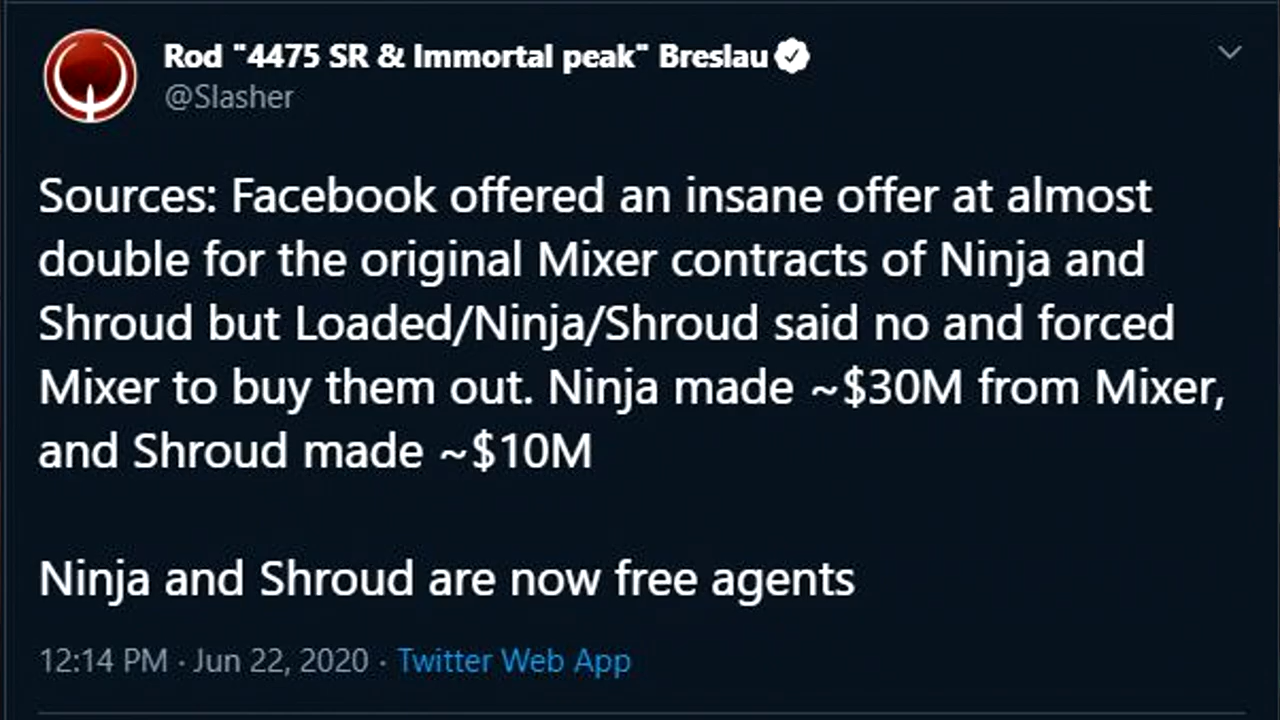 Rod "4475 SR & Immortal peak" Breslau
@Slasher
Sources: Facebook offered an insane offer at almost
double for the original Mixer contracts of Ninja and
Shroud but Loaded/Ninja/Shroud said no and forced
Mixer to buy them out. Ninja made ~$30M from Mixer,
and Shroud made ~$10M
Ninja and Shroud are now free agents
12:14 PM · Jun 22, 2020 · Twitter Web App